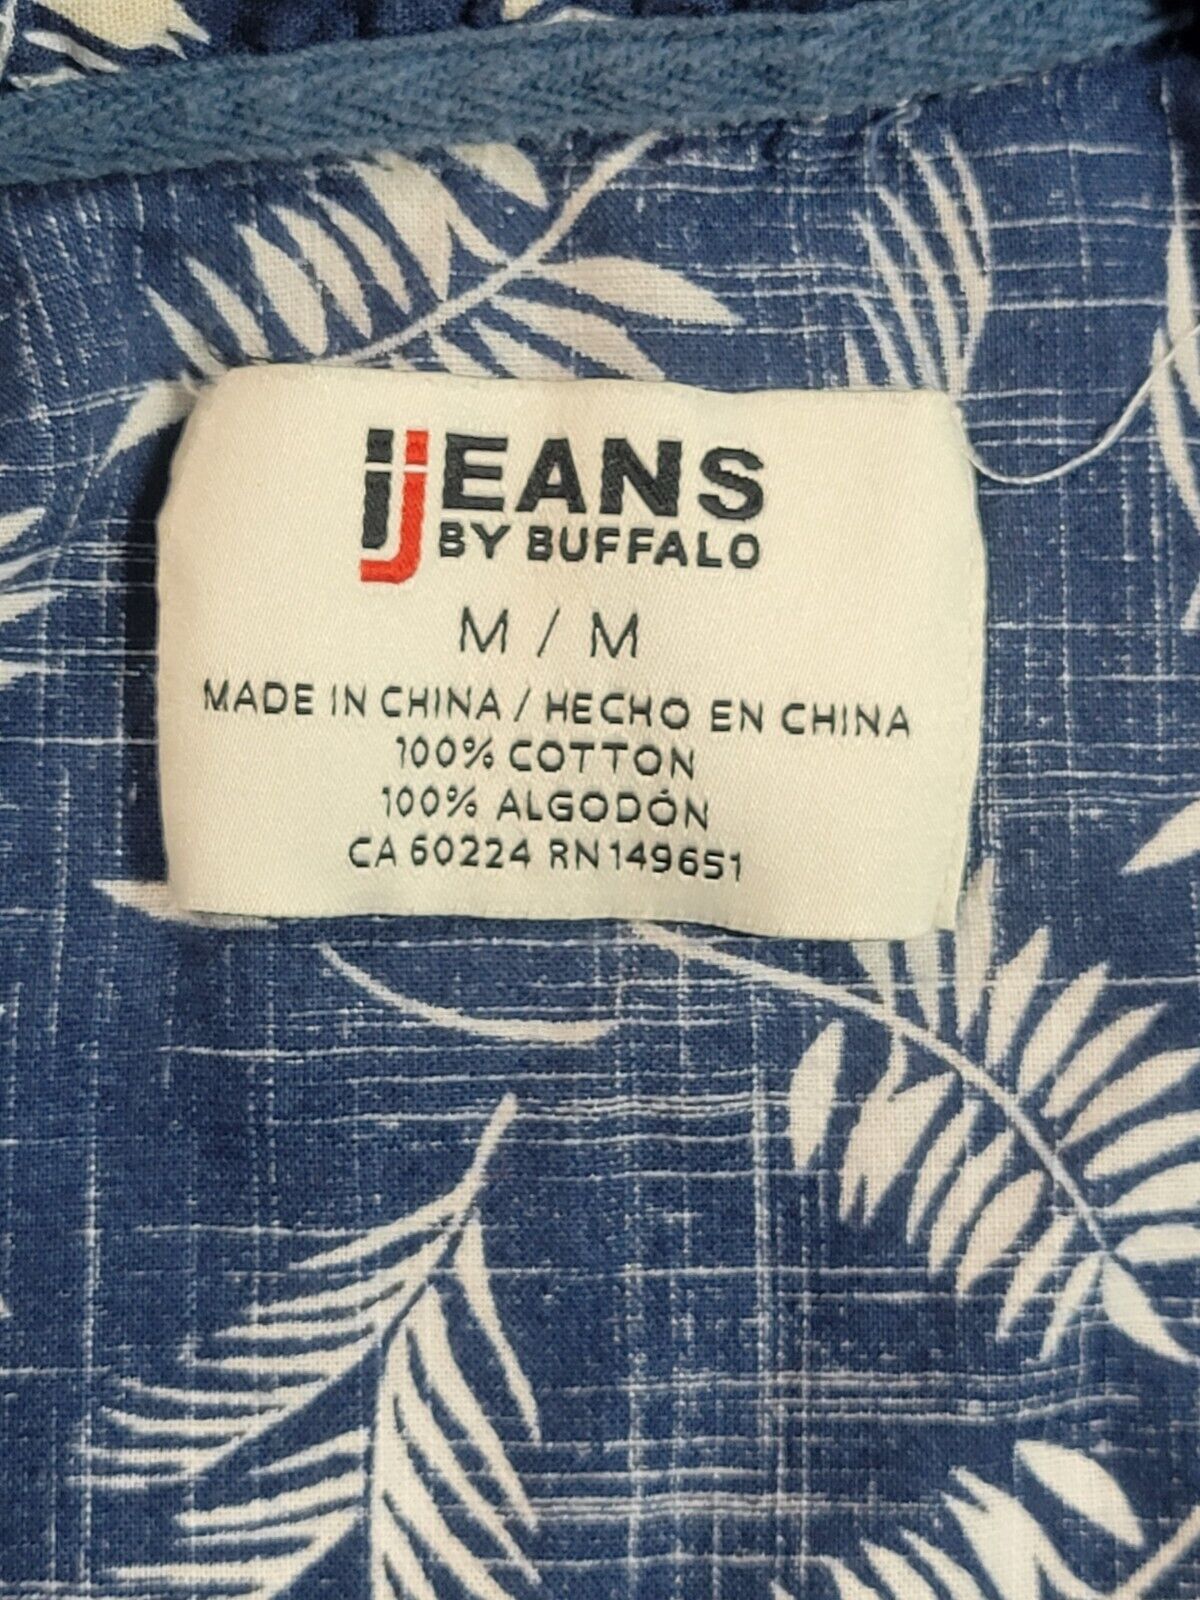 iJEANS
BY BUFFALO
M / M
MADE IN CHINA / HECHO EN CHINA
100% COTTON
100% ALGODÓN
CA 60224 RN 149651